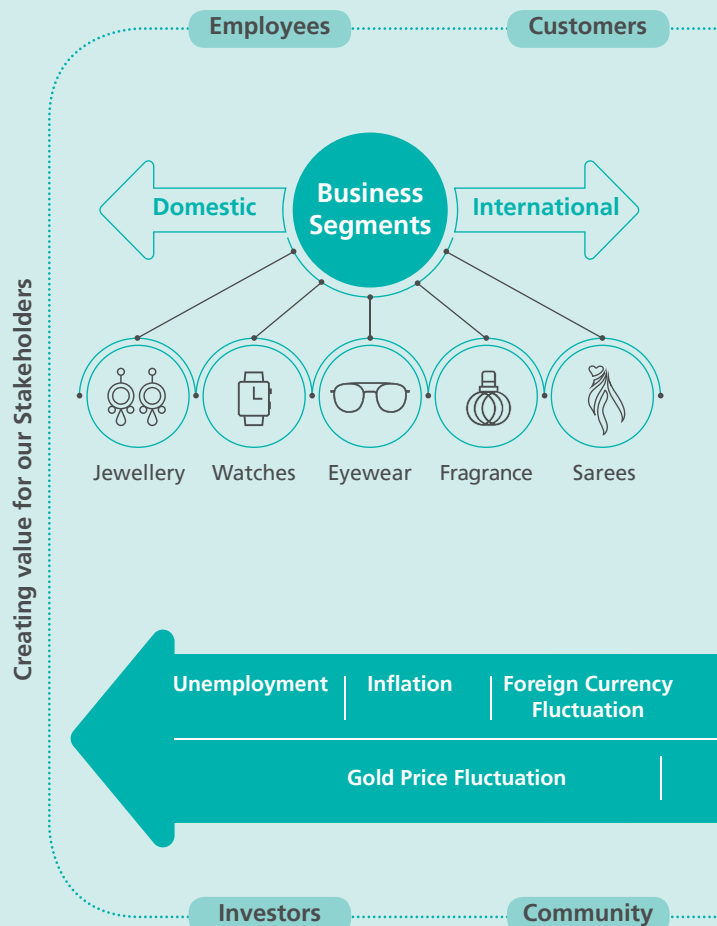 Employees
Customers
Creating value for our Stakeholders
Domestic
Business
Segments
International
Jewellery
Watches
Eyewear
Fragrance
Sarees
Unemployment
Inflation
Foreign Currency
Fluctuation
Gold Price Fluctuation
Investors
Community